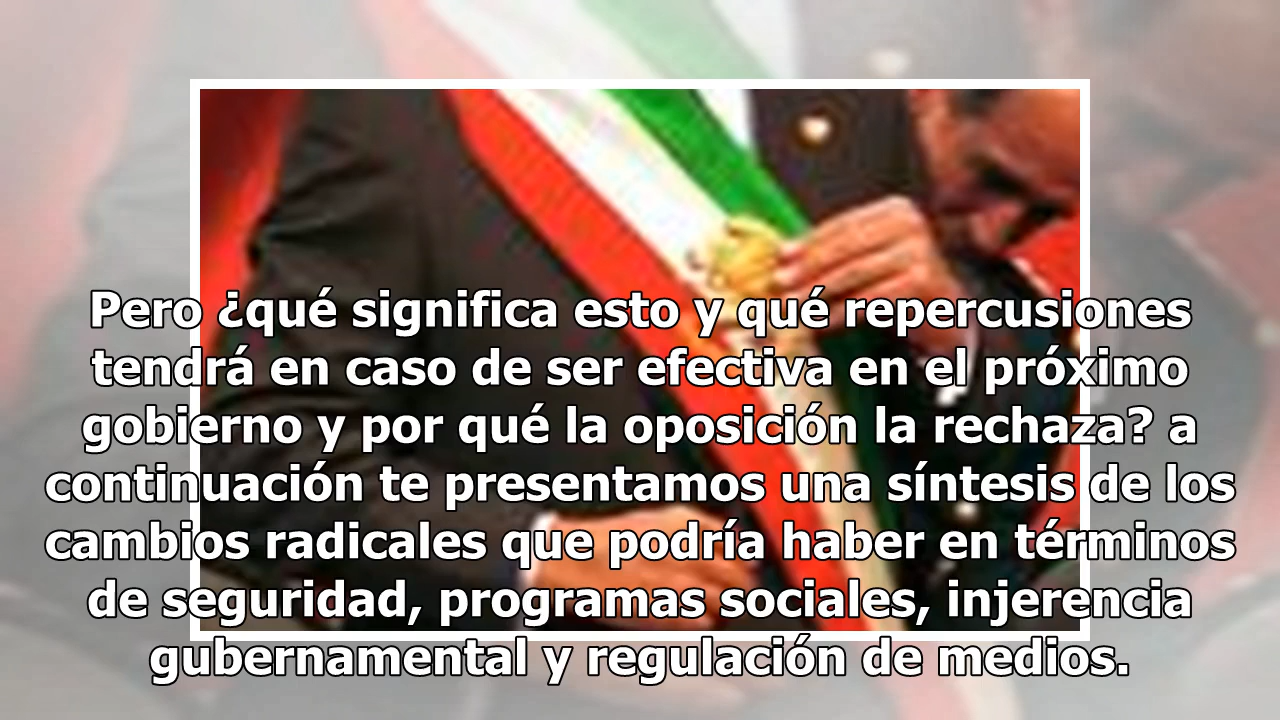 Pero ¿qué significa esto y qué repercusiones
tendrá en caso de ser efectiva en el próximo
gobierno y por qué la oposición la rechaza? a
continuación te presentamos una síntesis de los
cambios radicales que podría haber en términos
de seguridad, programas sociales, injerencia
gubernamental y regulación de medios.